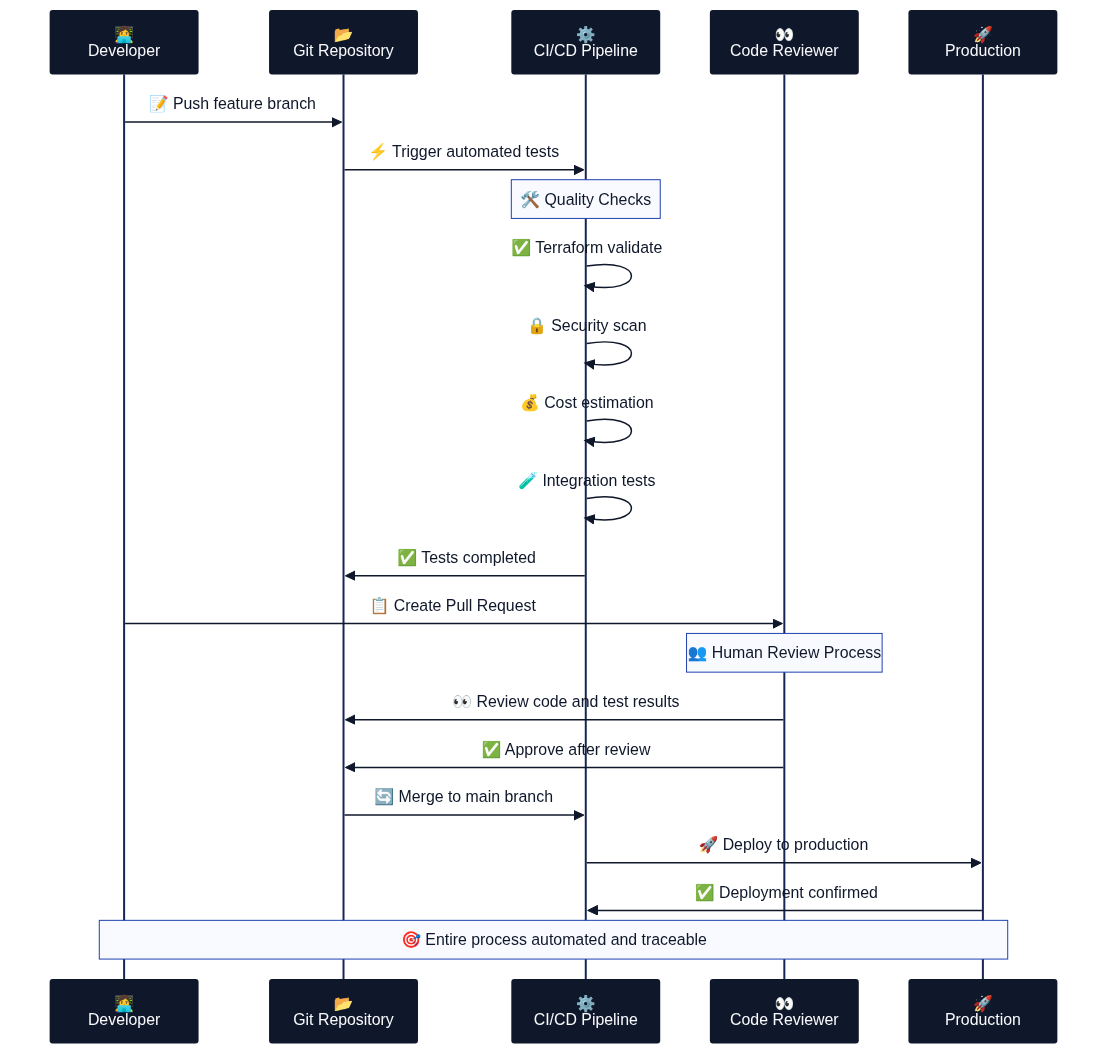 👩‍💻
Developer
📂
Git Repository
⚙️
CI/CD Pipeline
👀
Code Reviewer
🚀
Production
📝 Push feature branch
⚡ Trigger automated tests
🛠️ Quality Checks
✅ Terraform validate
🔒 Security scan
💰 Cost estimation
🧪 Integration tests
✅ Tests completed
📋 Create Pull Request
👥 Human Review Process
👀 Review code and test results
✅ Approve after review
🔄 Merge to main branch
🚀 Deploy to production
✅ Deployment confirmed
🎯 Entire process automated and traceable
👩‍💻
Developer
📂
Git Repository
⚙️
CI/CD Pipeline
👀
Code Reviewer
🚀
Production